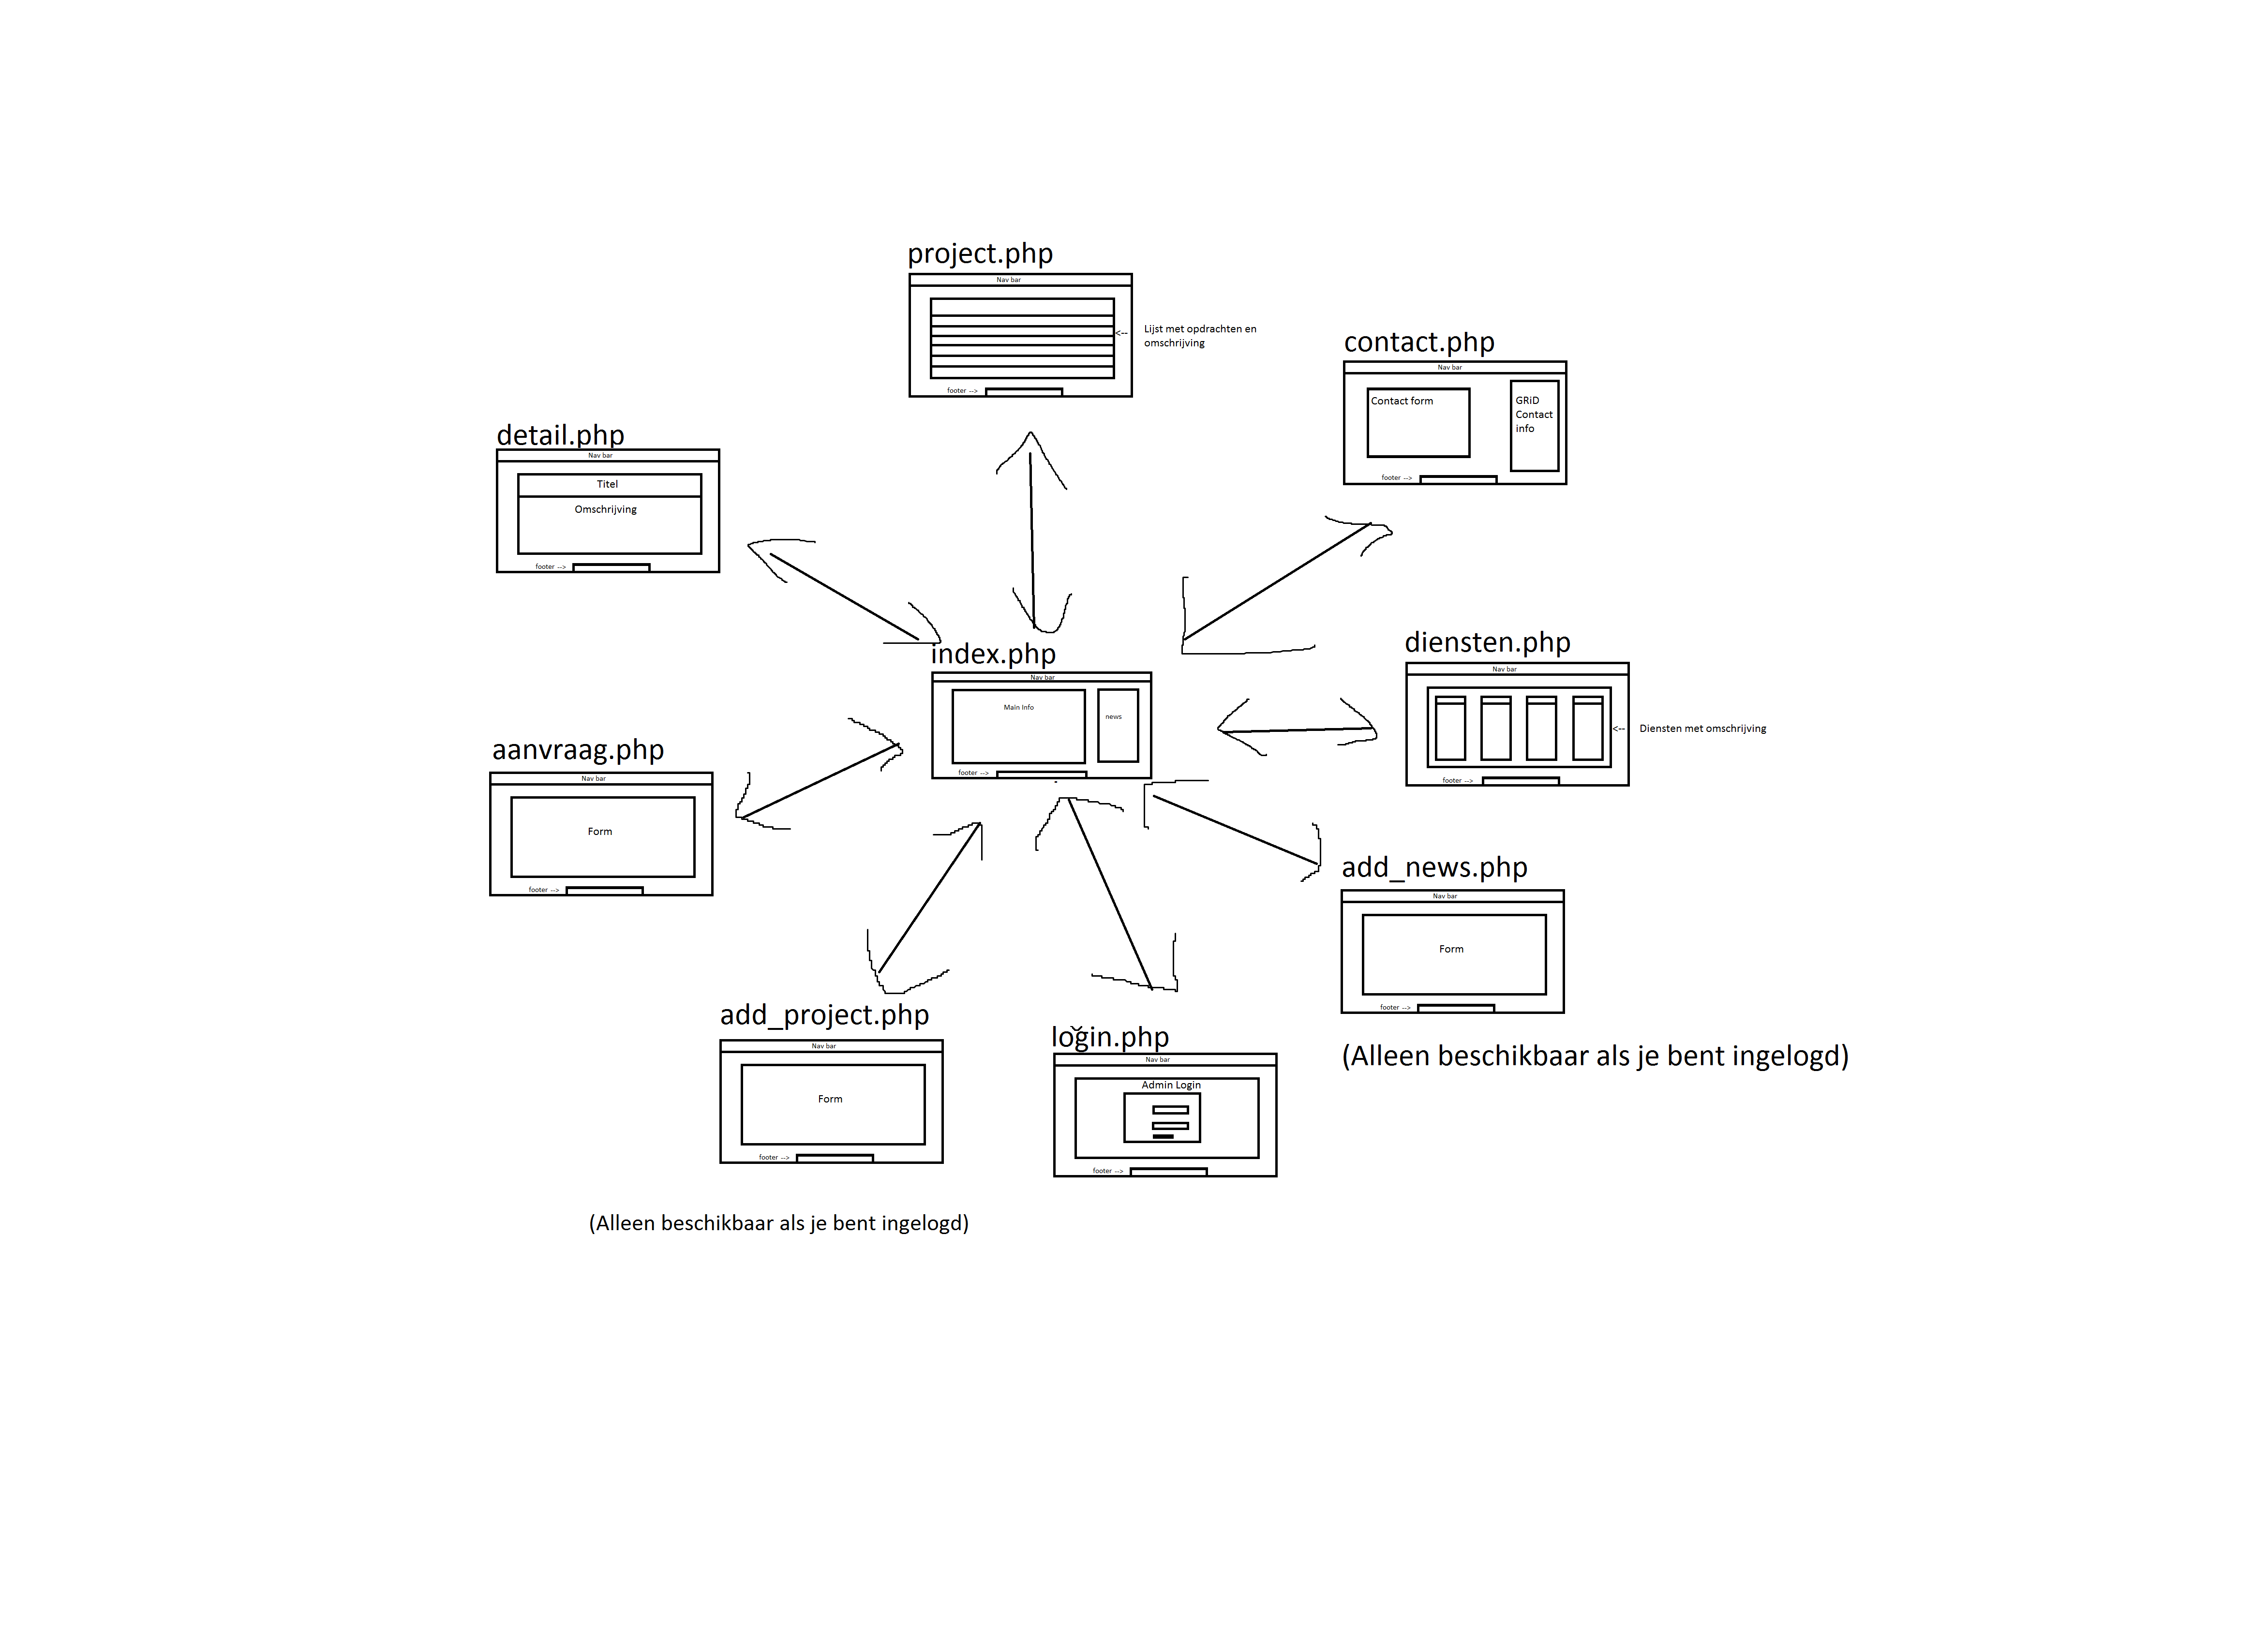 project.php
Nav bar
<-- Lijst met opdrachten en
omschrijving
footer -->
contact.php
Nav bar
Contact form
GRiD
Contact
info
footer -->
detail.php
Nav bar
Titel
Omschrijving
footer -->
index.php
Nav bar
Main Info
news
footer -->
diensten.php
Nav bar
<-- Diensten met omschrijving
footer -->
aanvraag.php
Nav bar
Form
footer -->
add_news.php
Nav bar
Form
footer -->
(Alleen beschikbaar als je bent ingelogd)
add_project.php
Nav bar
Form
footer -->
(Alleen beschikbaar als je bent ingelogd)
login.php
Nav bar
Admin Login
footer -->